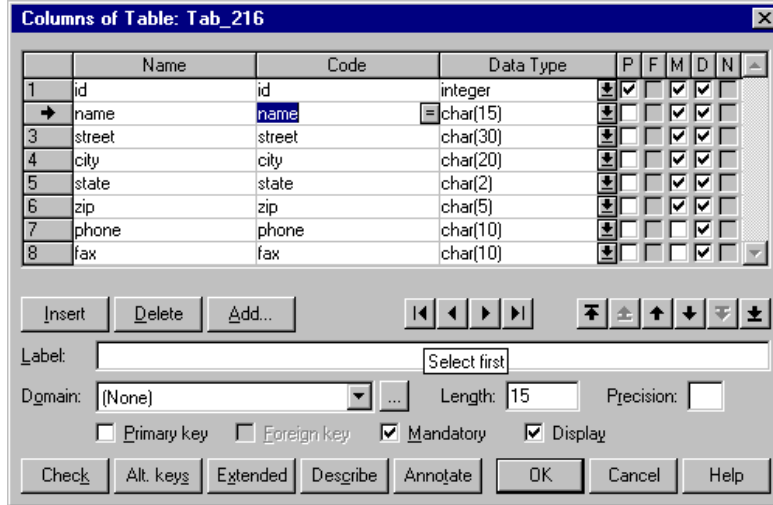 Columns of Table: Tab_216
Name Code Data Type P F M D N
1 id id integer
name name = char(15)
3 street street char(30)
4 city city char(20)
5 state state char(2)
6 zip zip char(5)
7 phone phone char(10)
8 fax fax char(10)
Insert Delete Add...
Label:
Select first
Domain: (None) ... Length: 15 Precision:
Primary key Foreign key Mandatory Display
Check Alt. keys Extended Describe Annotate OK Cancel Help